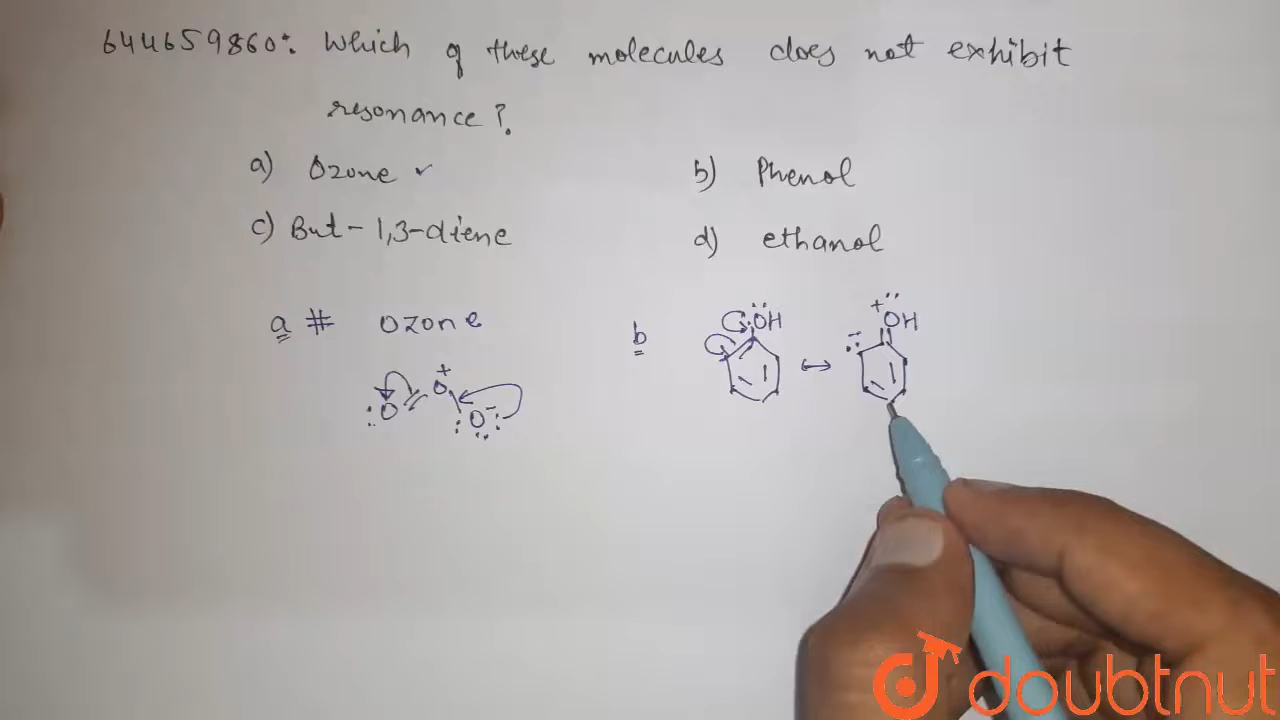 644659860:. Which of these molecules does not exhibit
resonance?.
a) Ozone ✓ b) Phenol
c) But-1,3-diene d) ethanol
a # ozone
b
:OH ↔ +OH
O O+ O-
doubtnut